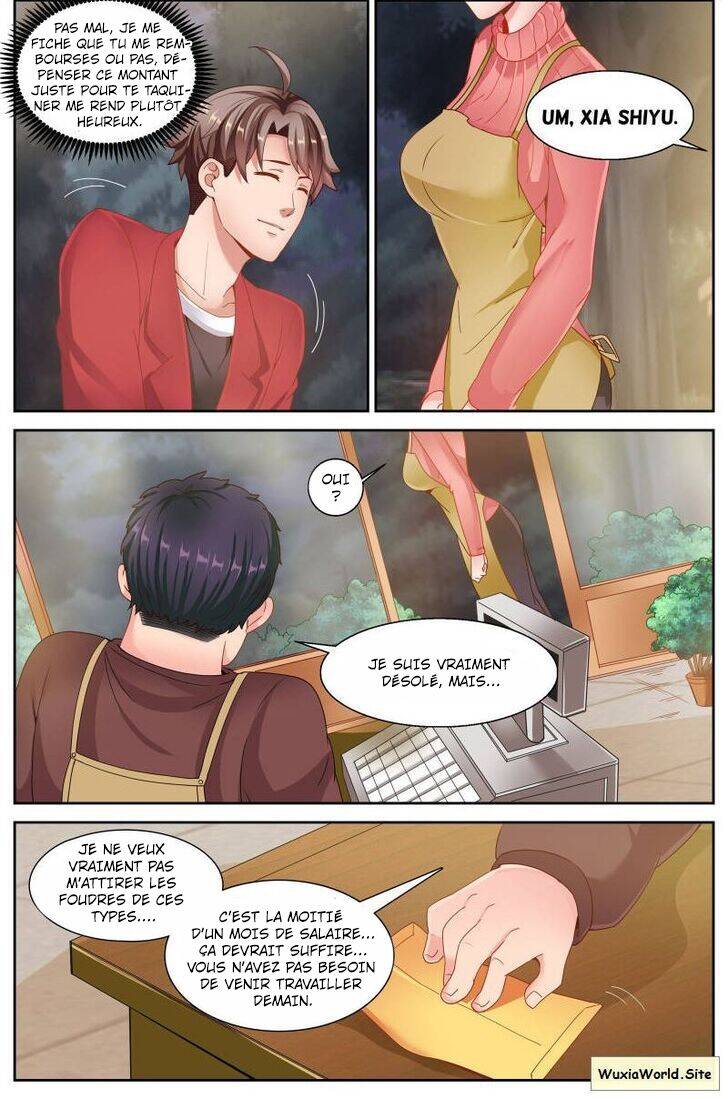 PAS MAL, JE ME
FICHE QUE TU ME REM-
BOURSES OU PAS, DÉ-
PENSER CE MONTANT
JUSTE POUR TE TAQUI-
NER ME REND PLUTÔT
HEUREUX.
UM, XIA SHIYU.
OUI
?
JE SUIS VRAIMENT
DÉSOLÉ, MAIS...
JE NE VEUX
VRAIMENT PAS
M'ATTIRER LES
FOUDRES DE CES
TYPES....
C'EST LA MOITIÉ
D'UN MOIS DE SALAIRE...
ÇA DEVRAIT SUFFIRE...
VOUS N'AVEZ PAS BESOIN
DE VENIR TRAVAILLER
DEMAIN.
WuxiaWorld.Site